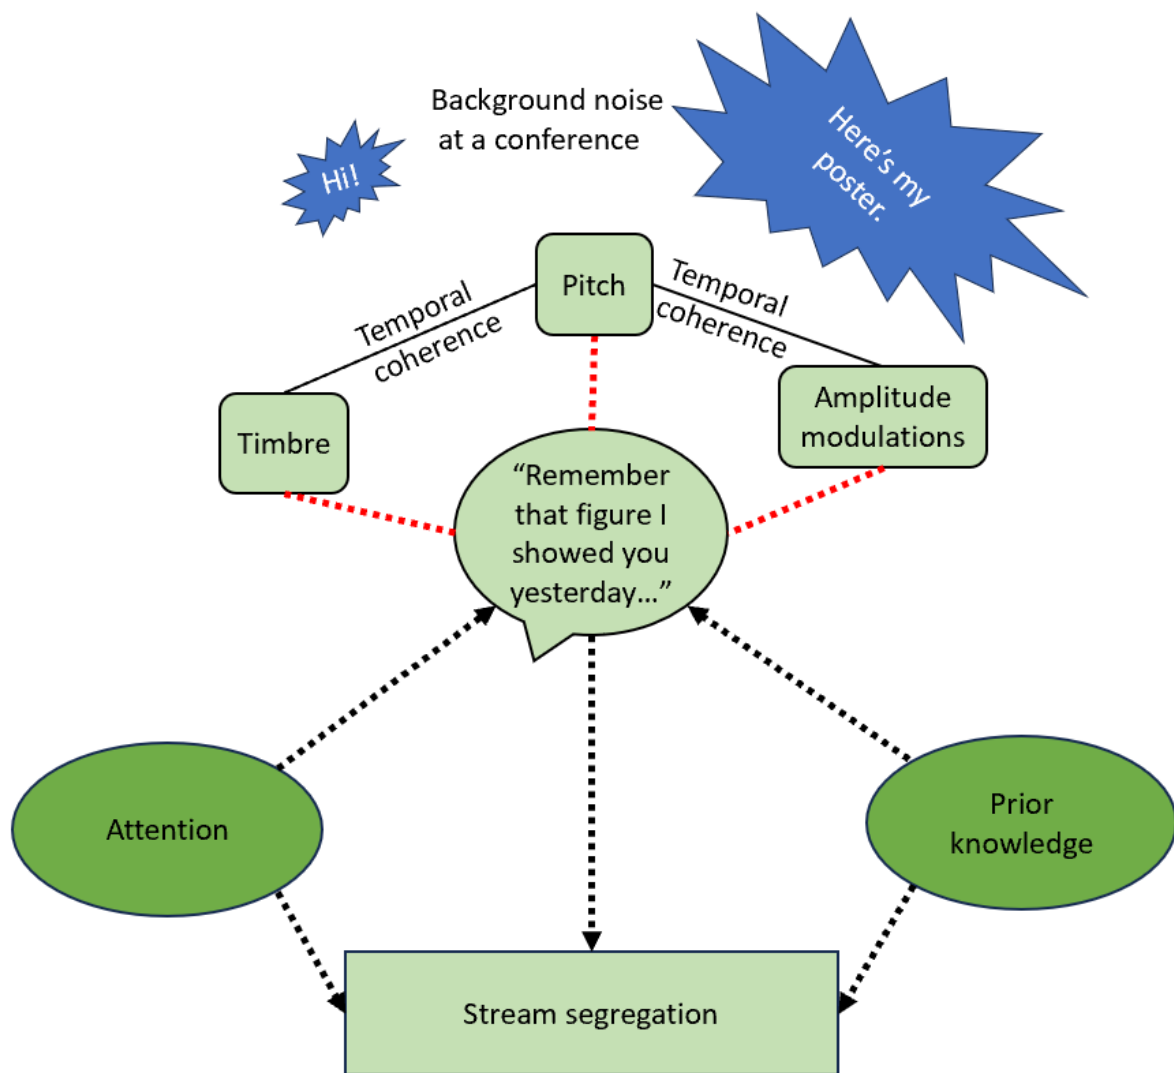 Background noise
at a conference
Hi!
Here's my
poster.
Pitch
Temporal
coherence
Temporal
coherence
Timbre
Amplitude
modulations
“Remember
that figure I
showed you
yesterday…”
Attention
Prior
knowledge
Stream segregation